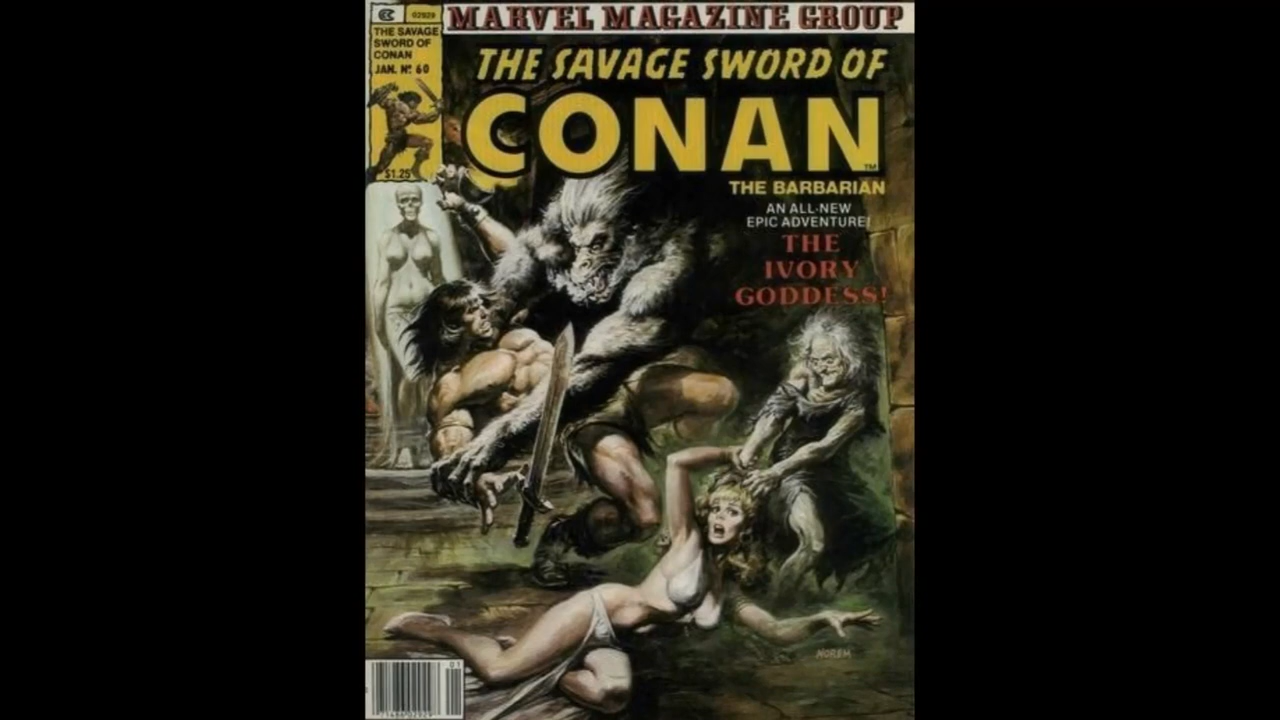 02929
THE SAVAGE
SWORD OF
CONAN
JAN. Nº 60
$1.25
MARVEL MAGAZINE GROUP
THE SAVAGE SWORD OF
CONAN
TM
THE BARBARIAN
AN ALL-NEW
EPIC ADVENTURE!
THE
IVORY
GODDESS!
NOREM
01